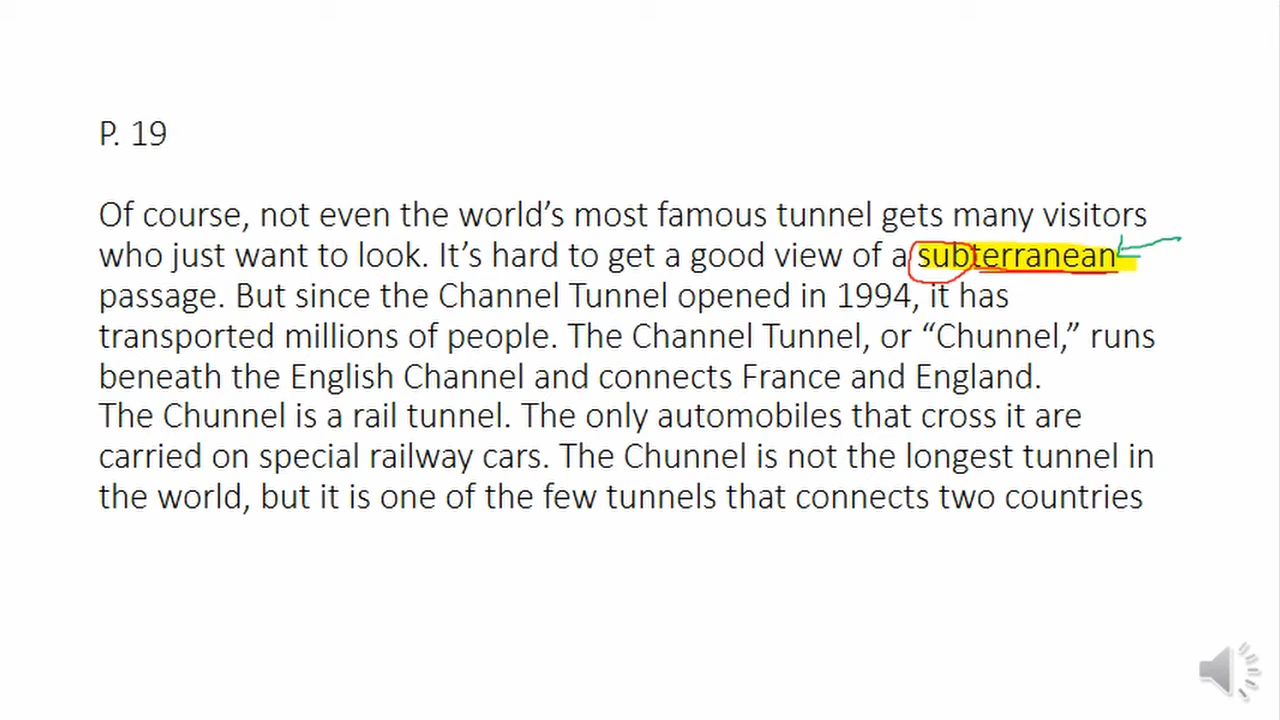 P. 19
Of course, not even the world’s most famous tunnel gets many visitors
who just want to look. It’s hard to get a good view of a subterranean
passage. But since the Channel Tunnel opened in 1994, it has
transported millions of people. The Channel Tunnel, or “Chunnel,” runs
beneath the English Channel and connects France and England.
The Chunnel is a rail tunnel. The only automobiles that cross it are
carried on special railway cars. The Chunnel is not the longest tunnel in
the world, but it is one of the few tunnels that connects two countries